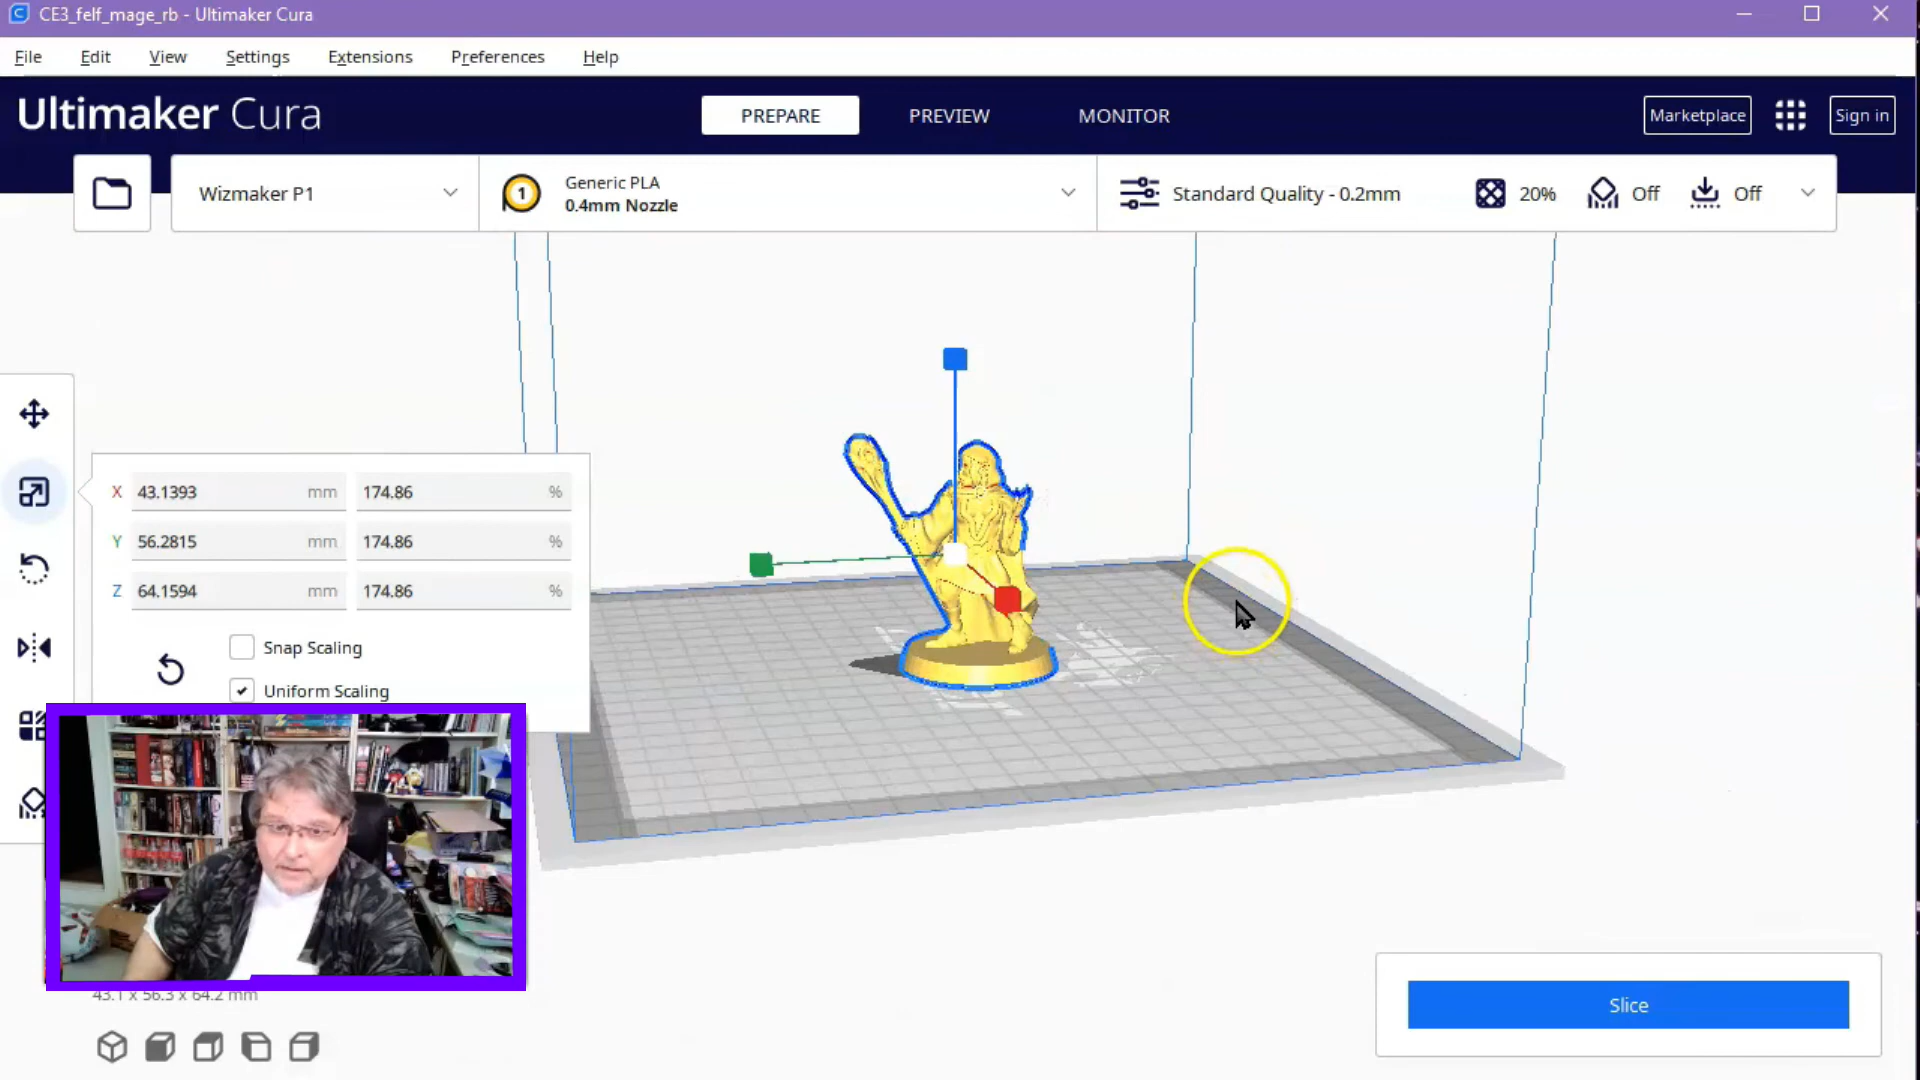 CE3_felf_mage_rb - Ultimaker Cura
File Edit View Settings Extensions Preferences Help
Ultimaker Cura
PREPARE PREVIEW MONITOR
Marketplace Sign in
Wizmaker P1
1
Generic PLA
0.4mm Nozzle
Standard Quality - 0.2mm
20% Off Off
X 43.1393 mm 174.86 %
Y 56.2815 mm 174.86 %
Z 64.1594 mm 174.86 %
Snap Scaling
Uniform Scaling
43.1 x 56.3 x 64.2 mm
Slice